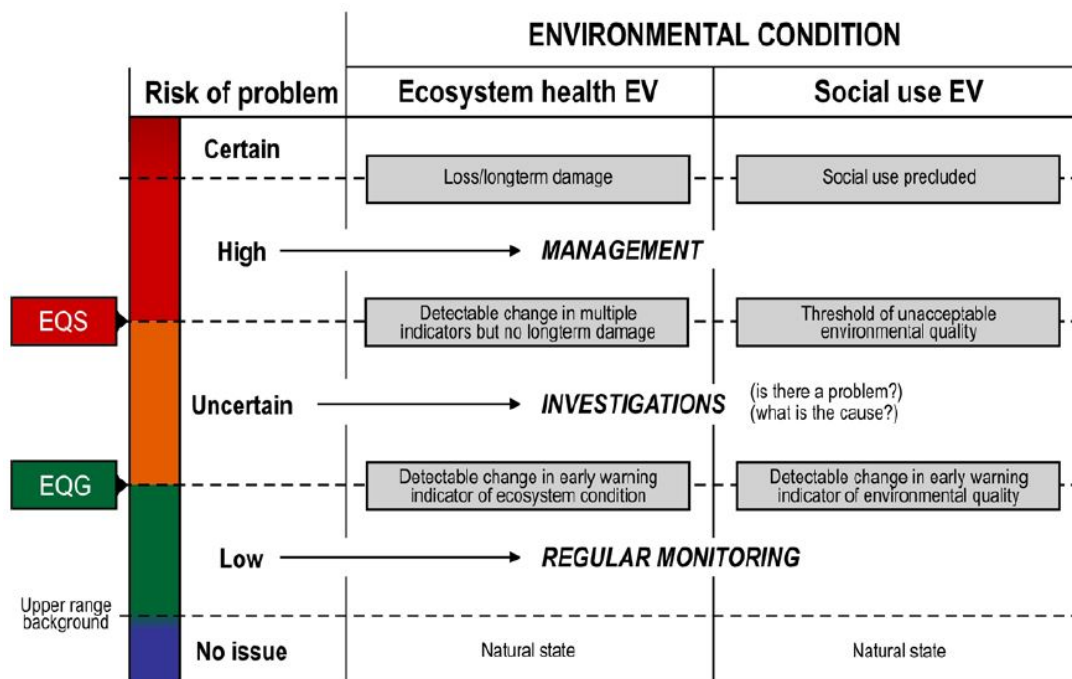 ENVIRONMENTAL CONDITION
Risk of problem
Ecosystem health EV
Social use EV
Certain
Loss/longterm damage
Social use precluded
High
MANAGEMENT
EQS
Detectable change in multiple
indicators but no longterm damage
Threshold of unacceptable
environmental quality
Uncertain
INVESTIGATIONS
(is there a problem?)
(what is the cause?)
EQG
Detectable change in early warning
indicator of ecosystem condition
Detectable change in early warning
indicator of environmental quality
Low
REGULAR MONITORING
Upper range
background
No issue
Natural state
Natural state